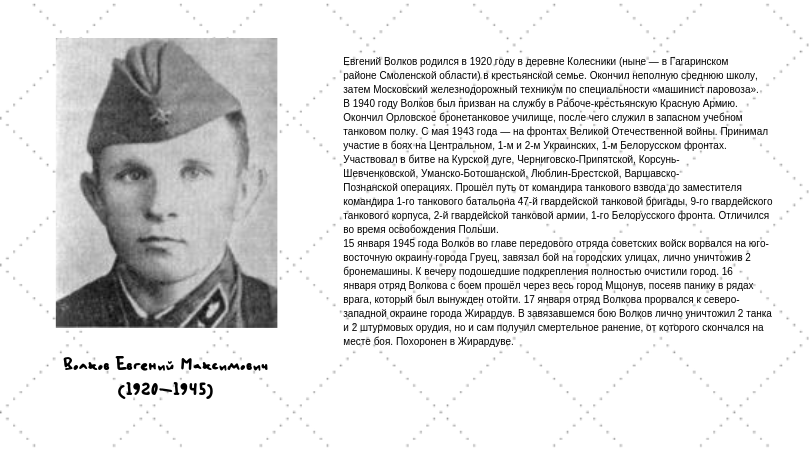 Евгений Волков родился в 1920 году в деревне Колесники (ныне — в Гагаринском
районе Смоленской области) в крестьянской семье. Окончил неполную среднюю школу,
затем Московский железнодорожный техникум по специальности «машинист паровоза».
В 1940 году Волков был призван на службу в Рабоче-крестьянскую Красную Армию.
Окончил Орловское бронетанковое училище, после чего служил в запасном учебном
танковом полку. С мая 1943 года — на фронтах Великой Отечественной войны. Принимал
участие в боях на Центральном, 1-м и 2-м Украинских, 1-м Белорусском фронтах.
Участвовал в битве на Курской дуге, Черниговско-Припятской, Корсунь-
Шевченковской, Уманско-Ботошанской, Люблин-Брестской, Варшавско-
Познанской операциях. Прошёл путь от командира танкового взвода до заместителя
командира 1-го танкового батальона 47-й гвардейской танковой бригады, 9-го гвардейского
танкового корпуса, 2-й гвардейской танковой армии, 1-го Белорусского фронта. Отличился
во время освобождения Польши.
15 января 1945 года Волков во главе передового отряда советских войск ворвался на юго-
восточную окраину города Груец, завязал бой на городских улицах, лично уничтожив 2
бронемашины. К вечеру подошедшие подкрепления полностью очистили город. 16
января отряд Волкова с боем прошёл через весь город Мщонув, посеяв панику в рядах
врага, который был вынужден отойти. 17 января отряд Волкова прорвался к северо-
западной окраине города Жирардув. В завязавшемся бою Волков лично уничтожил 2 танка
и 2 штурмовых орудия, но и сам получил смертельное ранение, от которого скончался на
месте боя. Похоронен в Жирардуве.
Волков Евгений Максимович
(1920—1945)